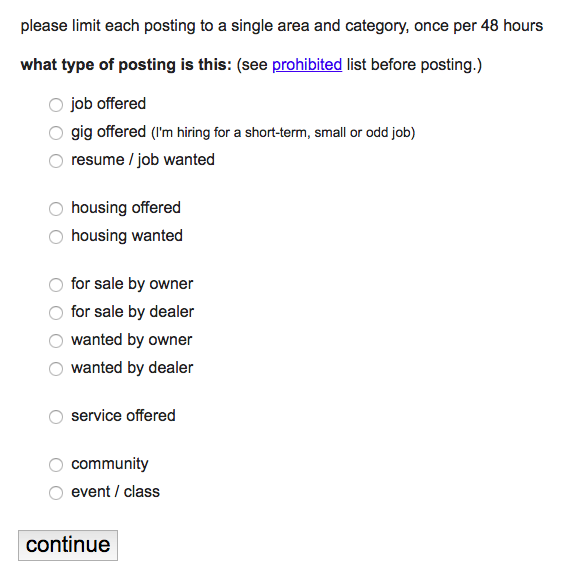 please limit each posting to a single area and category, once per 48 hours
what type of posting is this: (see prohibited list before posting.)
job offered
gig offered (I'm hiring for a short-term, small or odd job)
resume / job wanted
housing offered
housing wanted
for sale by owner
for sale by dealer
wanted by owner
wanted by dealer
service offered
community
event / class
continue